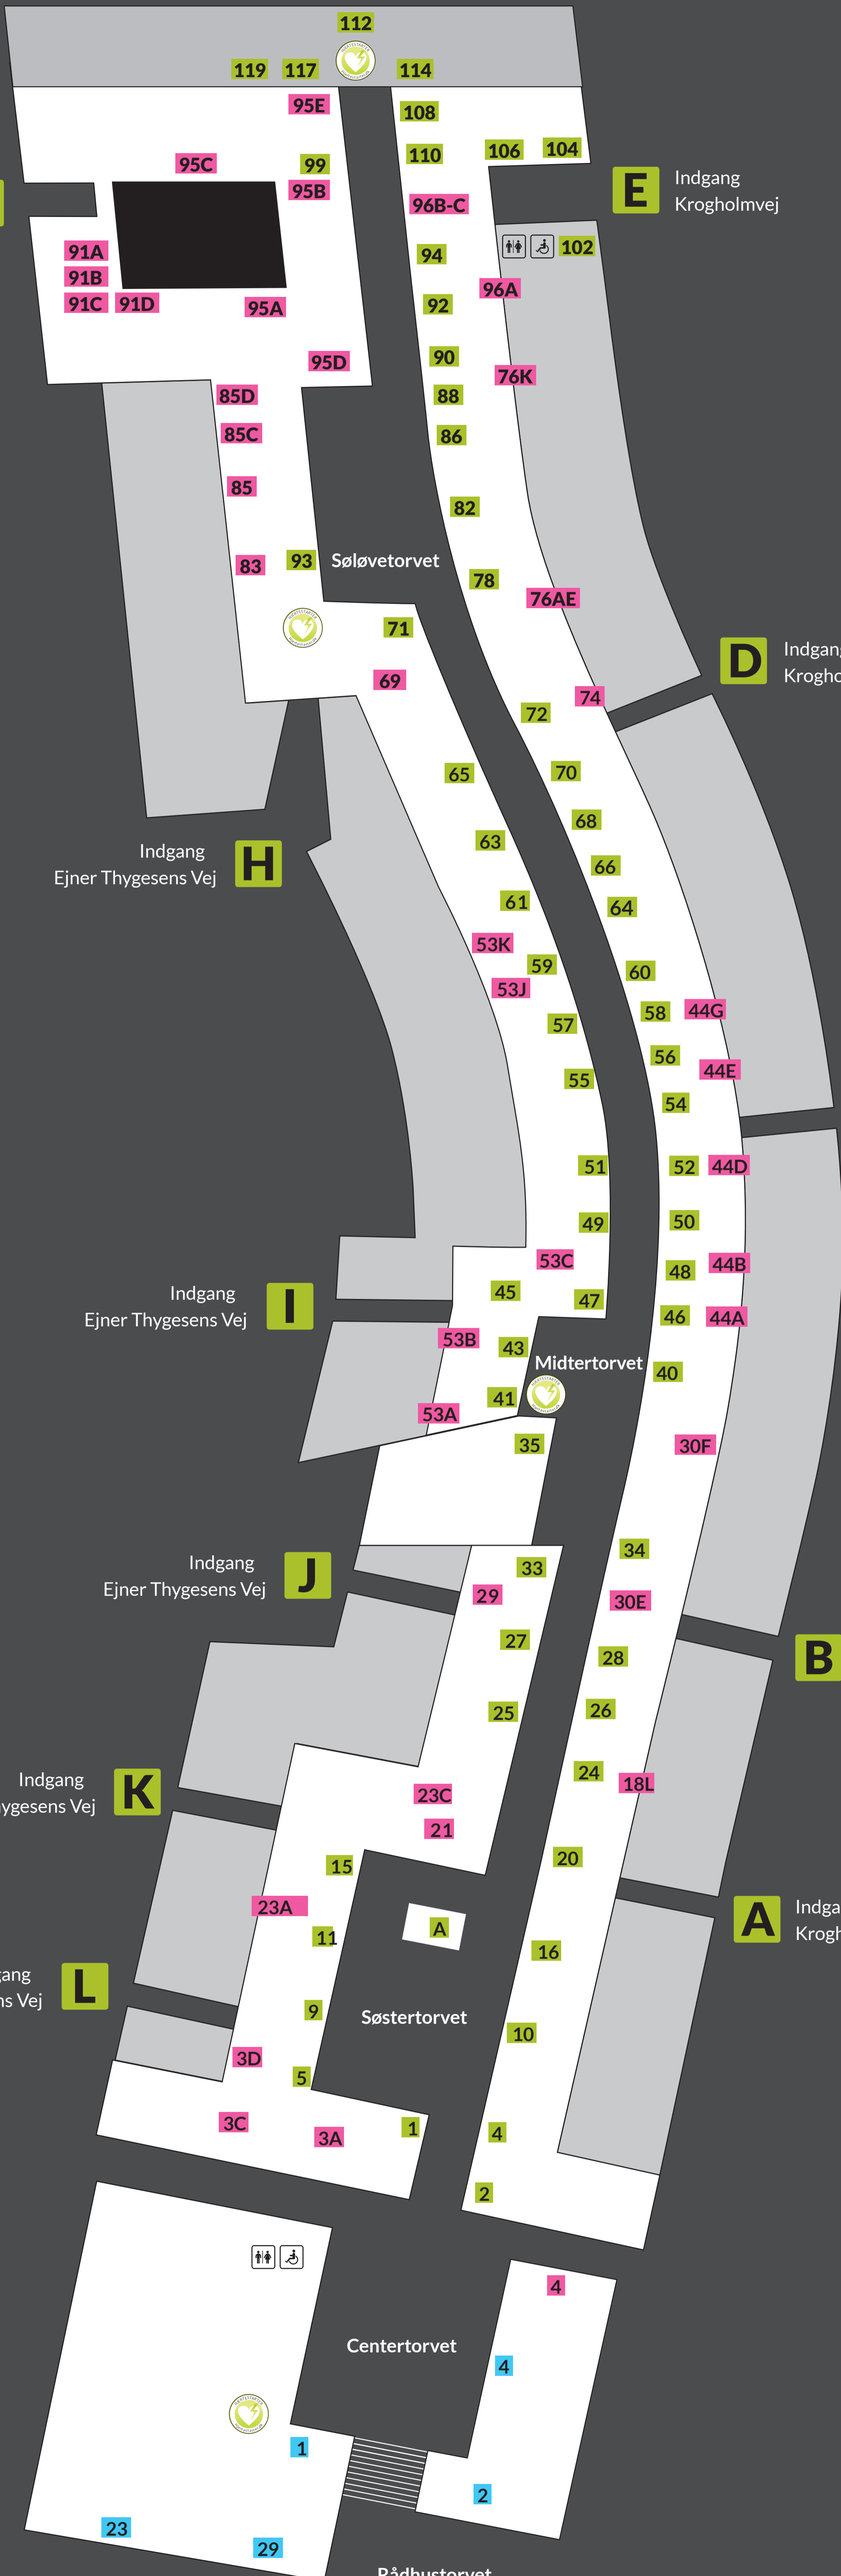 112
119 117 114
95E
108
95C 99
110 106 104
95B
96B-C
E Indgang
Krogholmvej
91A
91B
91C 91D 95A
94
102
96A
92
95D
90
76K
85D
88
85C
86
85
82
83 93 Søløvetorvet
78
76AE
71
69
74
72
D Indgang
65
70
68
63
66
Indgang
Ejner Thygesens Vej H
61
64
53K
59
60
53J
58 44G
57
56
44E
55
54
51
52 44D
49
50
53C
48 44B
45
47
Indgang
Ejner Thygesens Vej I
46 44A
53B
43
Midtertorvet
40
41
53A
35
30F
34
Indgang
Ejner Thygesens Vej J
33
29
30E
27
28
B
25
26
24
18L
Indgang
ygesens Vej K
23C
21
15
20
23A
11
A
A
16
L
9
Søstertorvet
10
3D
5
3C
3A
1
4
2
4
Centertorvet
4
1
2
23
29
Rådhustorvet